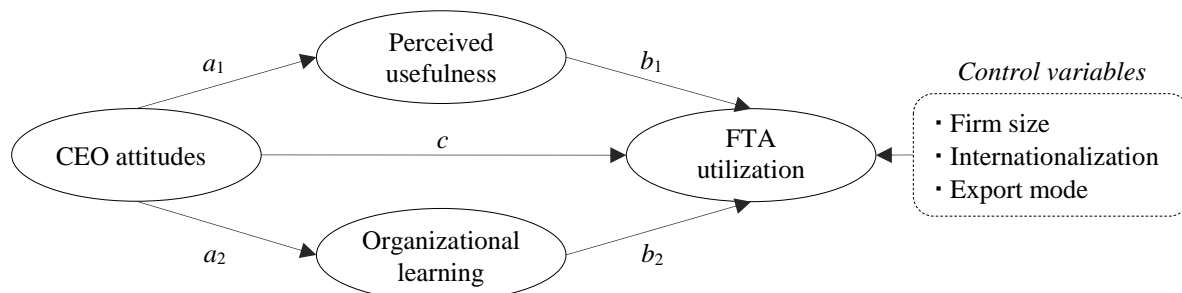 Perceived
usefulness
a1
b1
Control variables
CEO attitudes
c
FTA
utilization
・Firm size
・Internationalization
・Export mode
a2
Organizational
learning
b2